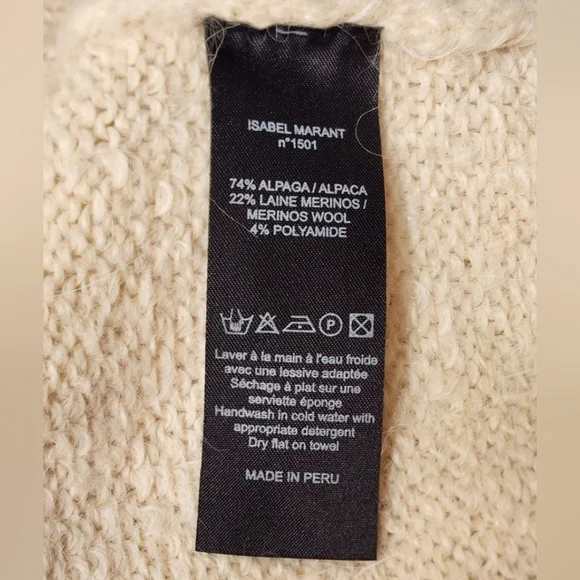 ISABEL MARANT
n°1501
74% ALPAGA / ALPACA
22% LAINE MERINOS /
MERINOS WOOL
4% POLYAMIDE
P
Laver à la main à l'eau froide
avec une lessive adaptée
Séchage à plat sur une
serviette éponge
Handwash in cold water with
appropriate detergent
Dry flat on towel
MADE IN PERU